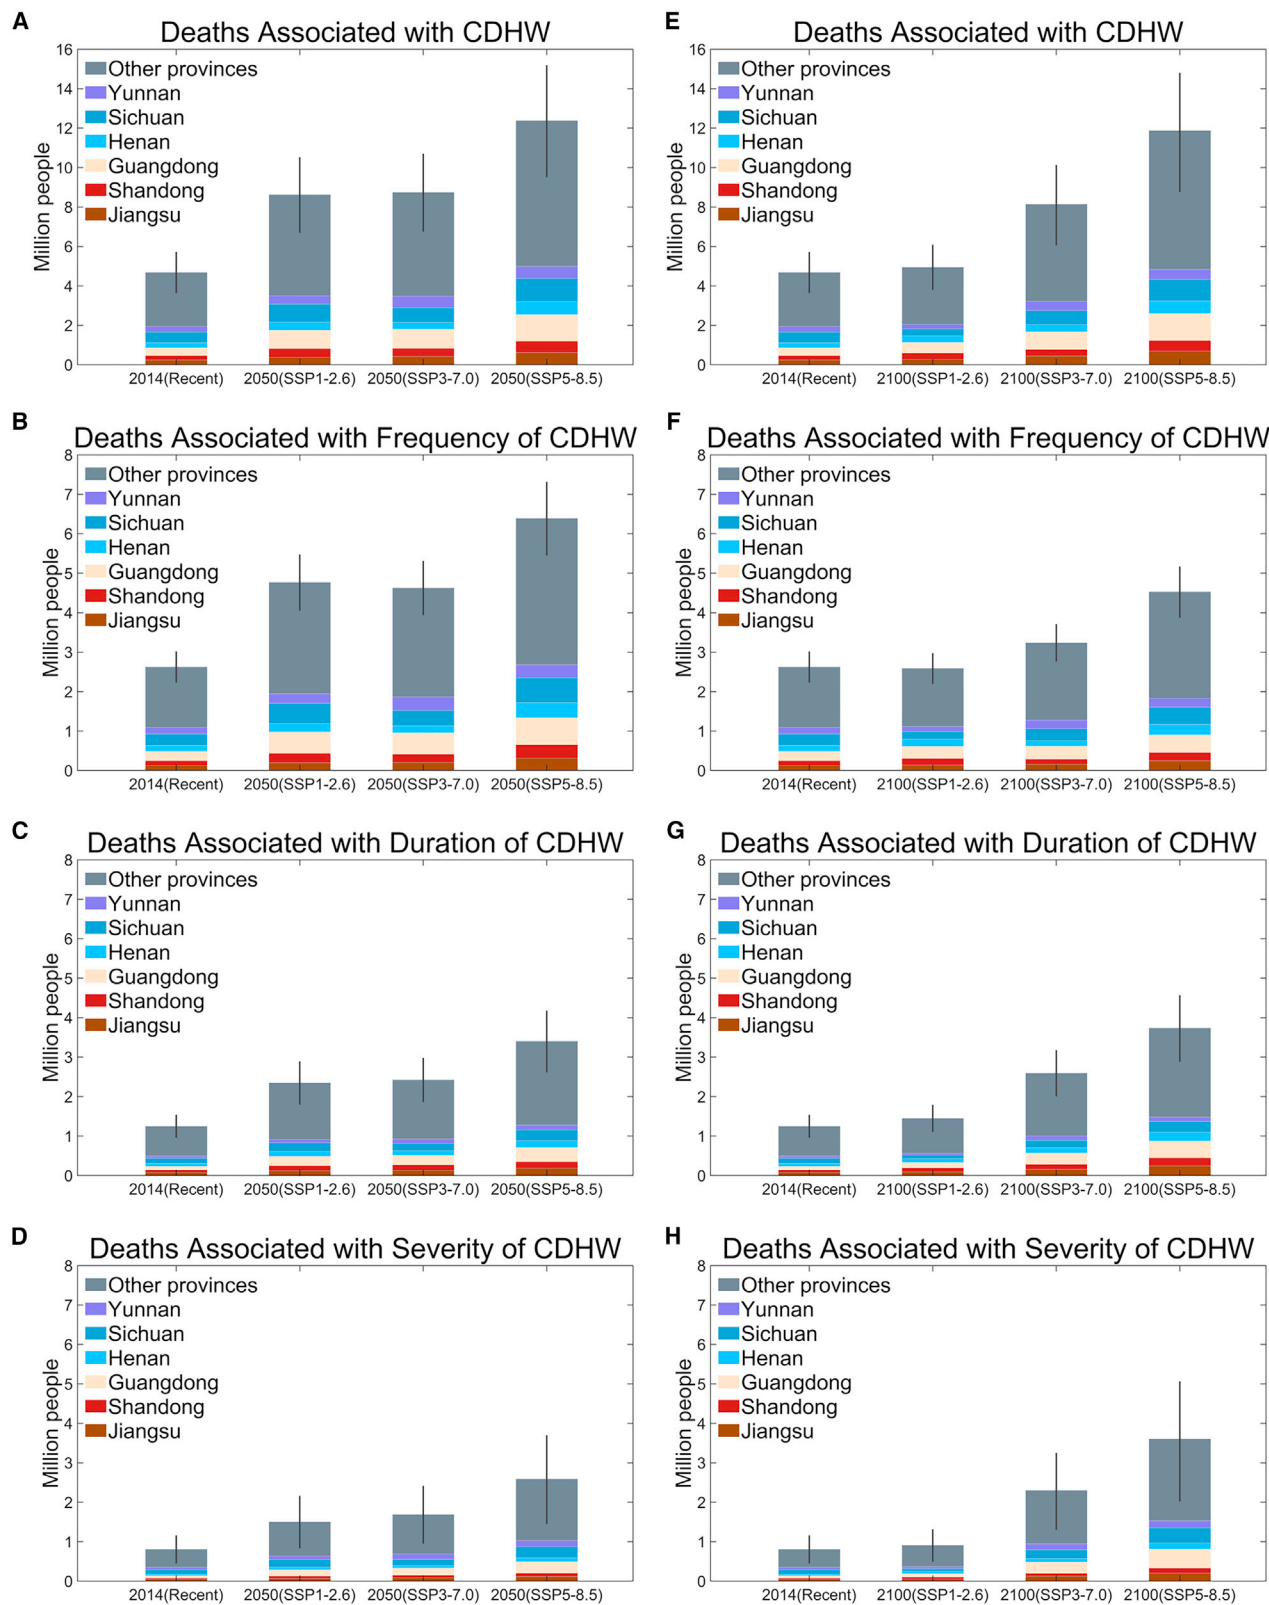 A
Deaths Associated with CDHW
16
14
12
10
8
6
4
2
0
Million people
Other provinces
Yunnan
Sichuan
Henan
Guangdong
Shandong
Jiangsu
2014(Recent) 2050(SSP1-2.6) 2050(SSP3-7.0) 2050(SSP5-8.5)
E
Deaths Associated with CDHW
16
14
12
10
8
6
4
2
0
Million people
Other provinces
Yunnan
Sichuan
Henan
Guangdong
Shandong
Jiangsu
2014(Recent) 2100(SSP1-2.6) 2100(SSP3-7.0) 2100(SSP5-8.5)
B
Deaths Associated with Frequency of CDHW
8
7
6
5
4
3
2
1
0
Million people
Other provinces
Yunnan
Sichuan
Henan
Guangdong
Shandong
Jiangsu
2014(Recent) 2050(SSP1-2.6) 2050(SSP3-7.0) 2050(SSP5-8.5)
F
Deaths Associated with Frequency of CDHW
8
7
6
5
4
3
2
1
0
Million people
Other provinces
Yunnan
Sichuan
Henan
Guangdong
Shandong
Jiangsu
2014(Recent) 2100(SSP1-2.6) 2100(SSP3-7.0) 2100(SSP5-8.5)
C
Deaths Associated with Duration of CDHW
8
7
6
5
4
3
2
1
0
Million people
Other provinces
Yunnan
Sichuan
Henan
Guangdong
Shandong
Jiangsu
2014(Recent) 2050(SSP1-2.6) 2050(SSP3-7.0) 2050(SSP5-8.5)
G
Deaths Associated with Duration of CDHW
8
7
6
5
4
3
2
1
0
Million people
Other provinces
Yunnan
Sichuan
Henan
Guangdong
Shandong
Jiangsu
2014(Recent) 2100(SSP1-2.6) 2100(SSP3-7.0) 2100(SSP5-8.5)
D
Deaths Associated with Severity of CDHW
8
7
6
5
4
3
2
1
0
Million people
Other provinces
Yunnan
Sichuan
Henan
Guangdong
Shandong
Jiangsu
2014(Recent) 2050(SSP1-2.6) 2050(SSP3-7.0) 2050(SSP5-8.5)
H
Deaths Associated with Severity of CDHW
8
7
6
5
4
3
2
1
0
Million people
Other provinces
Yunnan
Sichuan
Henan
Guangdong
Shandong
Jiangsu
2014(Recent) 2100(SSP1-2.6) 2100(SSP3-7.0) 2100(SSP5-8.5)